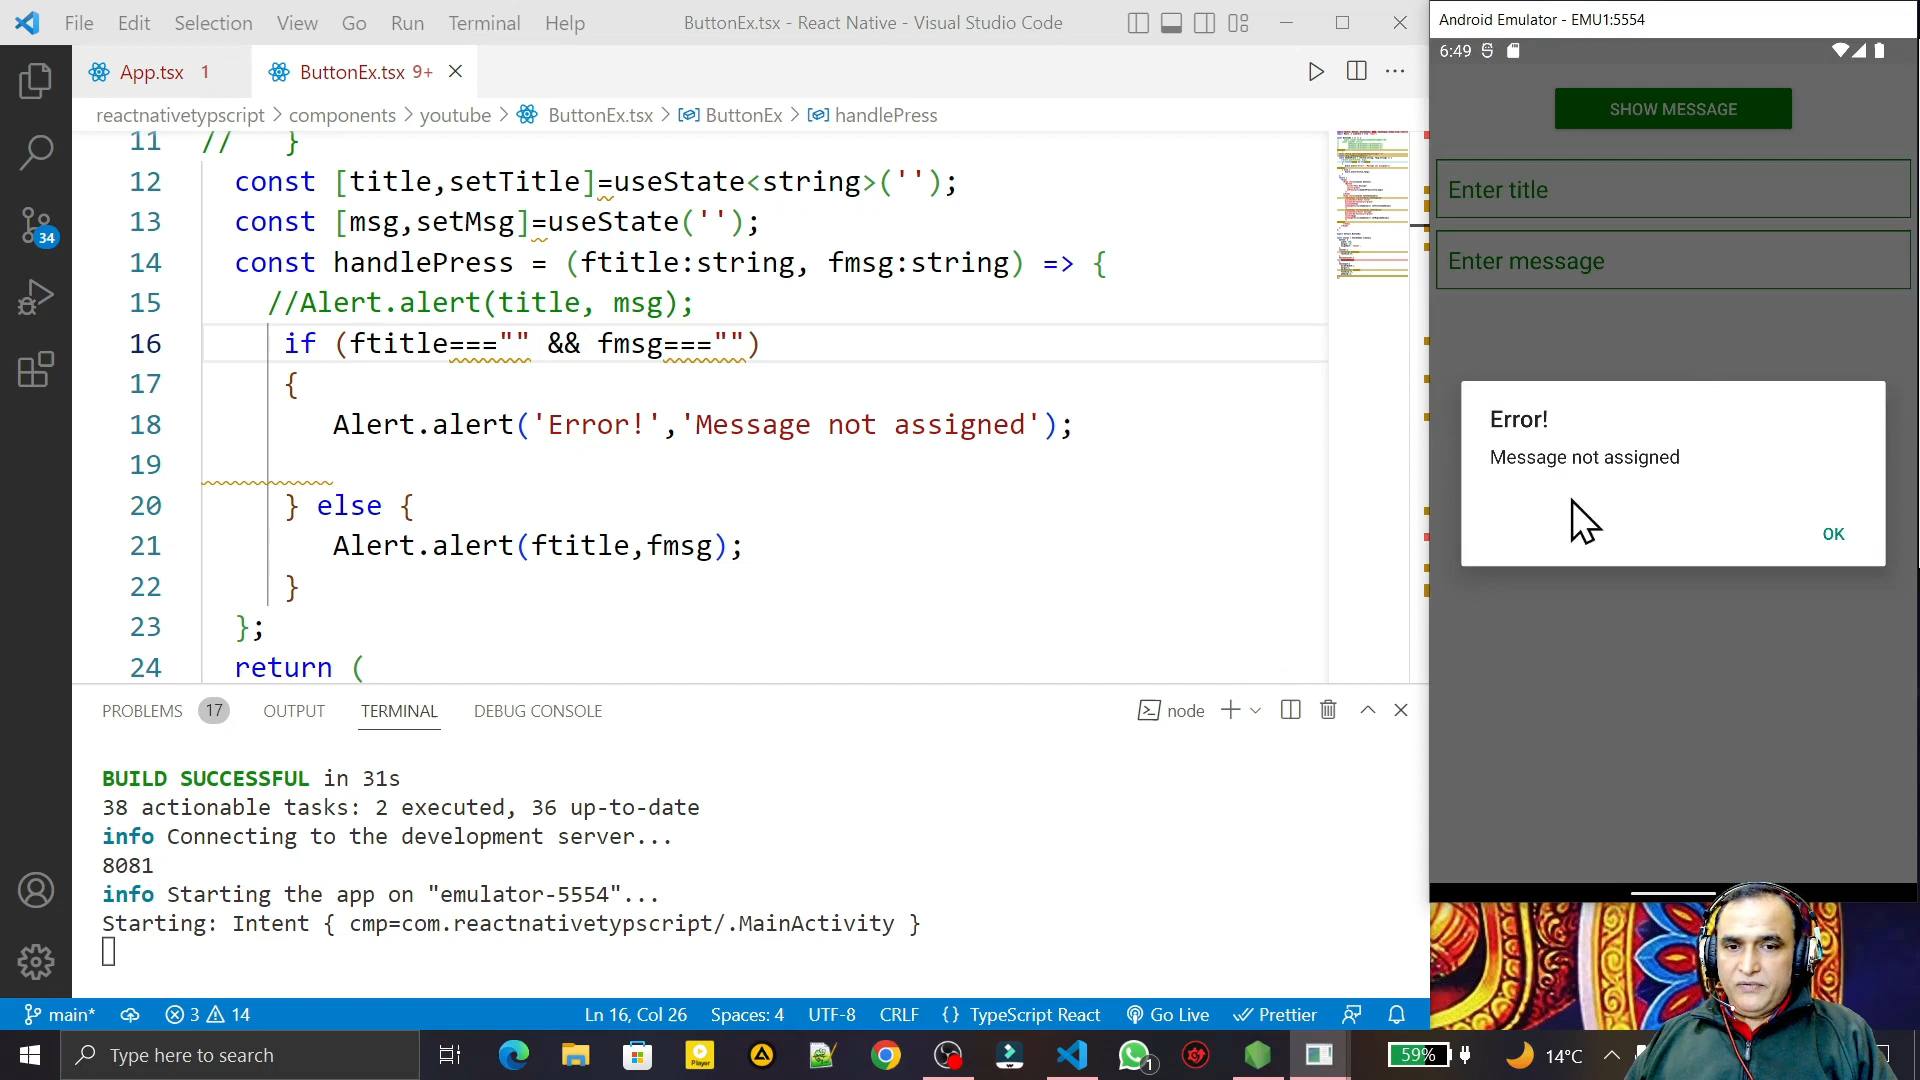 File Edit Selection View Go Run Terminal Help
ButtonEx.tsx - React Native - Visual Studio Code
Android Emulator - EMU1:5554
App.tsx 1
ButtonEx.tsx 9+
reactnativetypscript > components > youtube > ButtonEx.tsx > ButtonEx > handlePress
11 // }
12 const [title,setTitle]=useState<string>('');
13 const [msg,setMsg]=useState('');
14 const handlePress = (ftitle:string, fmsg:string) => {
15 //Alert.alert(title, msg);
16 if (ftitle==="" && fmsg==="")
17 {
18 Alert.alert('Error!','Message not assigned');
19
20 } else {
21 Alert.alert(ftitle,fmsg);
22 }
23 };
24 return (
34
PROBLEMS 17 OUTPUT TERMINAL DEBUG CONSOLE
node
BUILD SUCCESSFUL in 31s
38 actionable tasks: 2 executed, 36 up-to-date
info Connecting to the development server...
8081
info Starting the app on "emulator-5554"...
Starting: Intent { cmp=com.reactnativetypscript/.MainActivity }
6:49
SHOW MESSAGE
Enter title
Enter message
Error!
Message not assigned
OK
main* 3 14
Ln 16, Col 26 Spaces: 4 UTF-8 CRLF {} TypeScript React Go Live Prettier
Type here to search
Player
1
59%
14°C